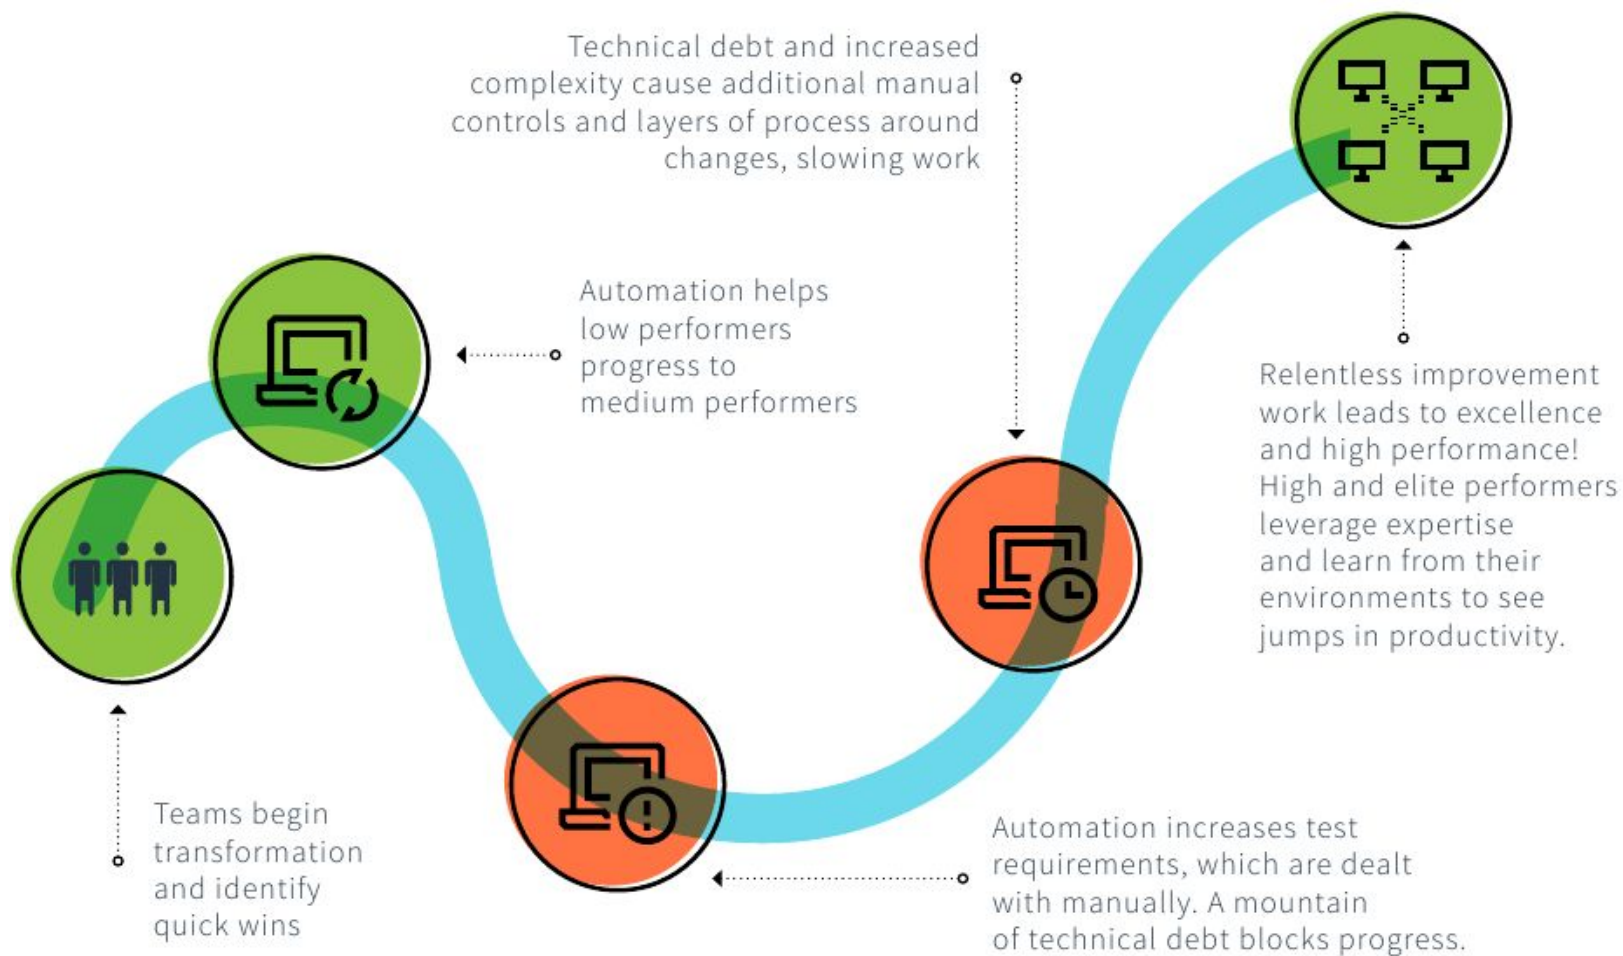 Teams begin
transformation
and identify
quick wins
Automation helps
low performers
progress to
medium performers
Automation increases test
requirements, which are dealt
with manually. A mountain
of technical debt blocks progress.
Technical debt and increased
complexity cause additional manual
controls and layers of process around
changes, slowing work
Relentless improvement
work leads to excellence
and high performance!
High and elite performers
leverage expertise
and learn from their
environments to see
jumps in productivity.